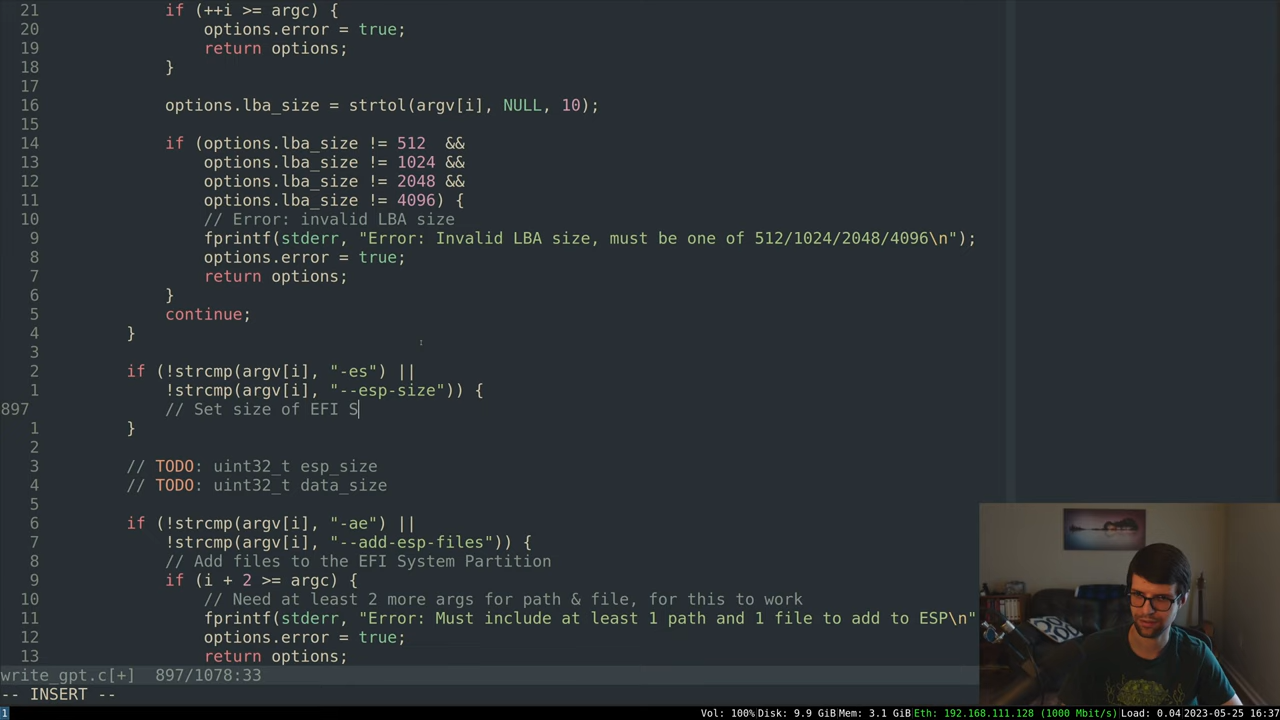 21 if (++i >= argc) {
20 options.error = true;
19 return options;
18 }
17
16 options.lba_size = strtol(argv[i], NULL, 10);
15
14 if (options.lba_size != 512 &&
13 options.lba_size != 1024 &&
12 options.lba_size != 2048 &&
11 options.lba_size != 4096) {
10 // Error: invalid LBA size
9 fprintf(stderr, "Error: Invalid LBA size, must be one of 512/1024/2048/4096\n");
8 options.error = true;
7 return options;
6 }
5 continue;
4 }
3
2 if (!strcmp(argv[i], "-es") ||
1 !strcmp(argv[i], "--esp-size")) {
897 // Set size of EFI S
1 }
2
3 // TODO: uint32_t esp_size
4 // TODO: uint32_t data_size
5
6 if (!strcmp(argv[i], "-ae") ||
7 !strcmp(argv[i], "--add-esp-files")) {
8 // Add files to the EFI System Partition
9 if (i + 2 >= argc) {
10 // Need at least 2 more args for path & file, for this to work
11 fprintf(stderr, "Error: Must include at least 1 path and 1 file to add to ESP\n"
12 options.error = true;
13 return options;
write_gpt.c[+] 897/1078:33
-- INSERT --
1 Vol: 100% Disk: 9.9 GiB Mem: 3.1 GiB Eth: 192.168.111.128 (1000 Mbit/s) Load: 0.04 2023-05-25 16:37